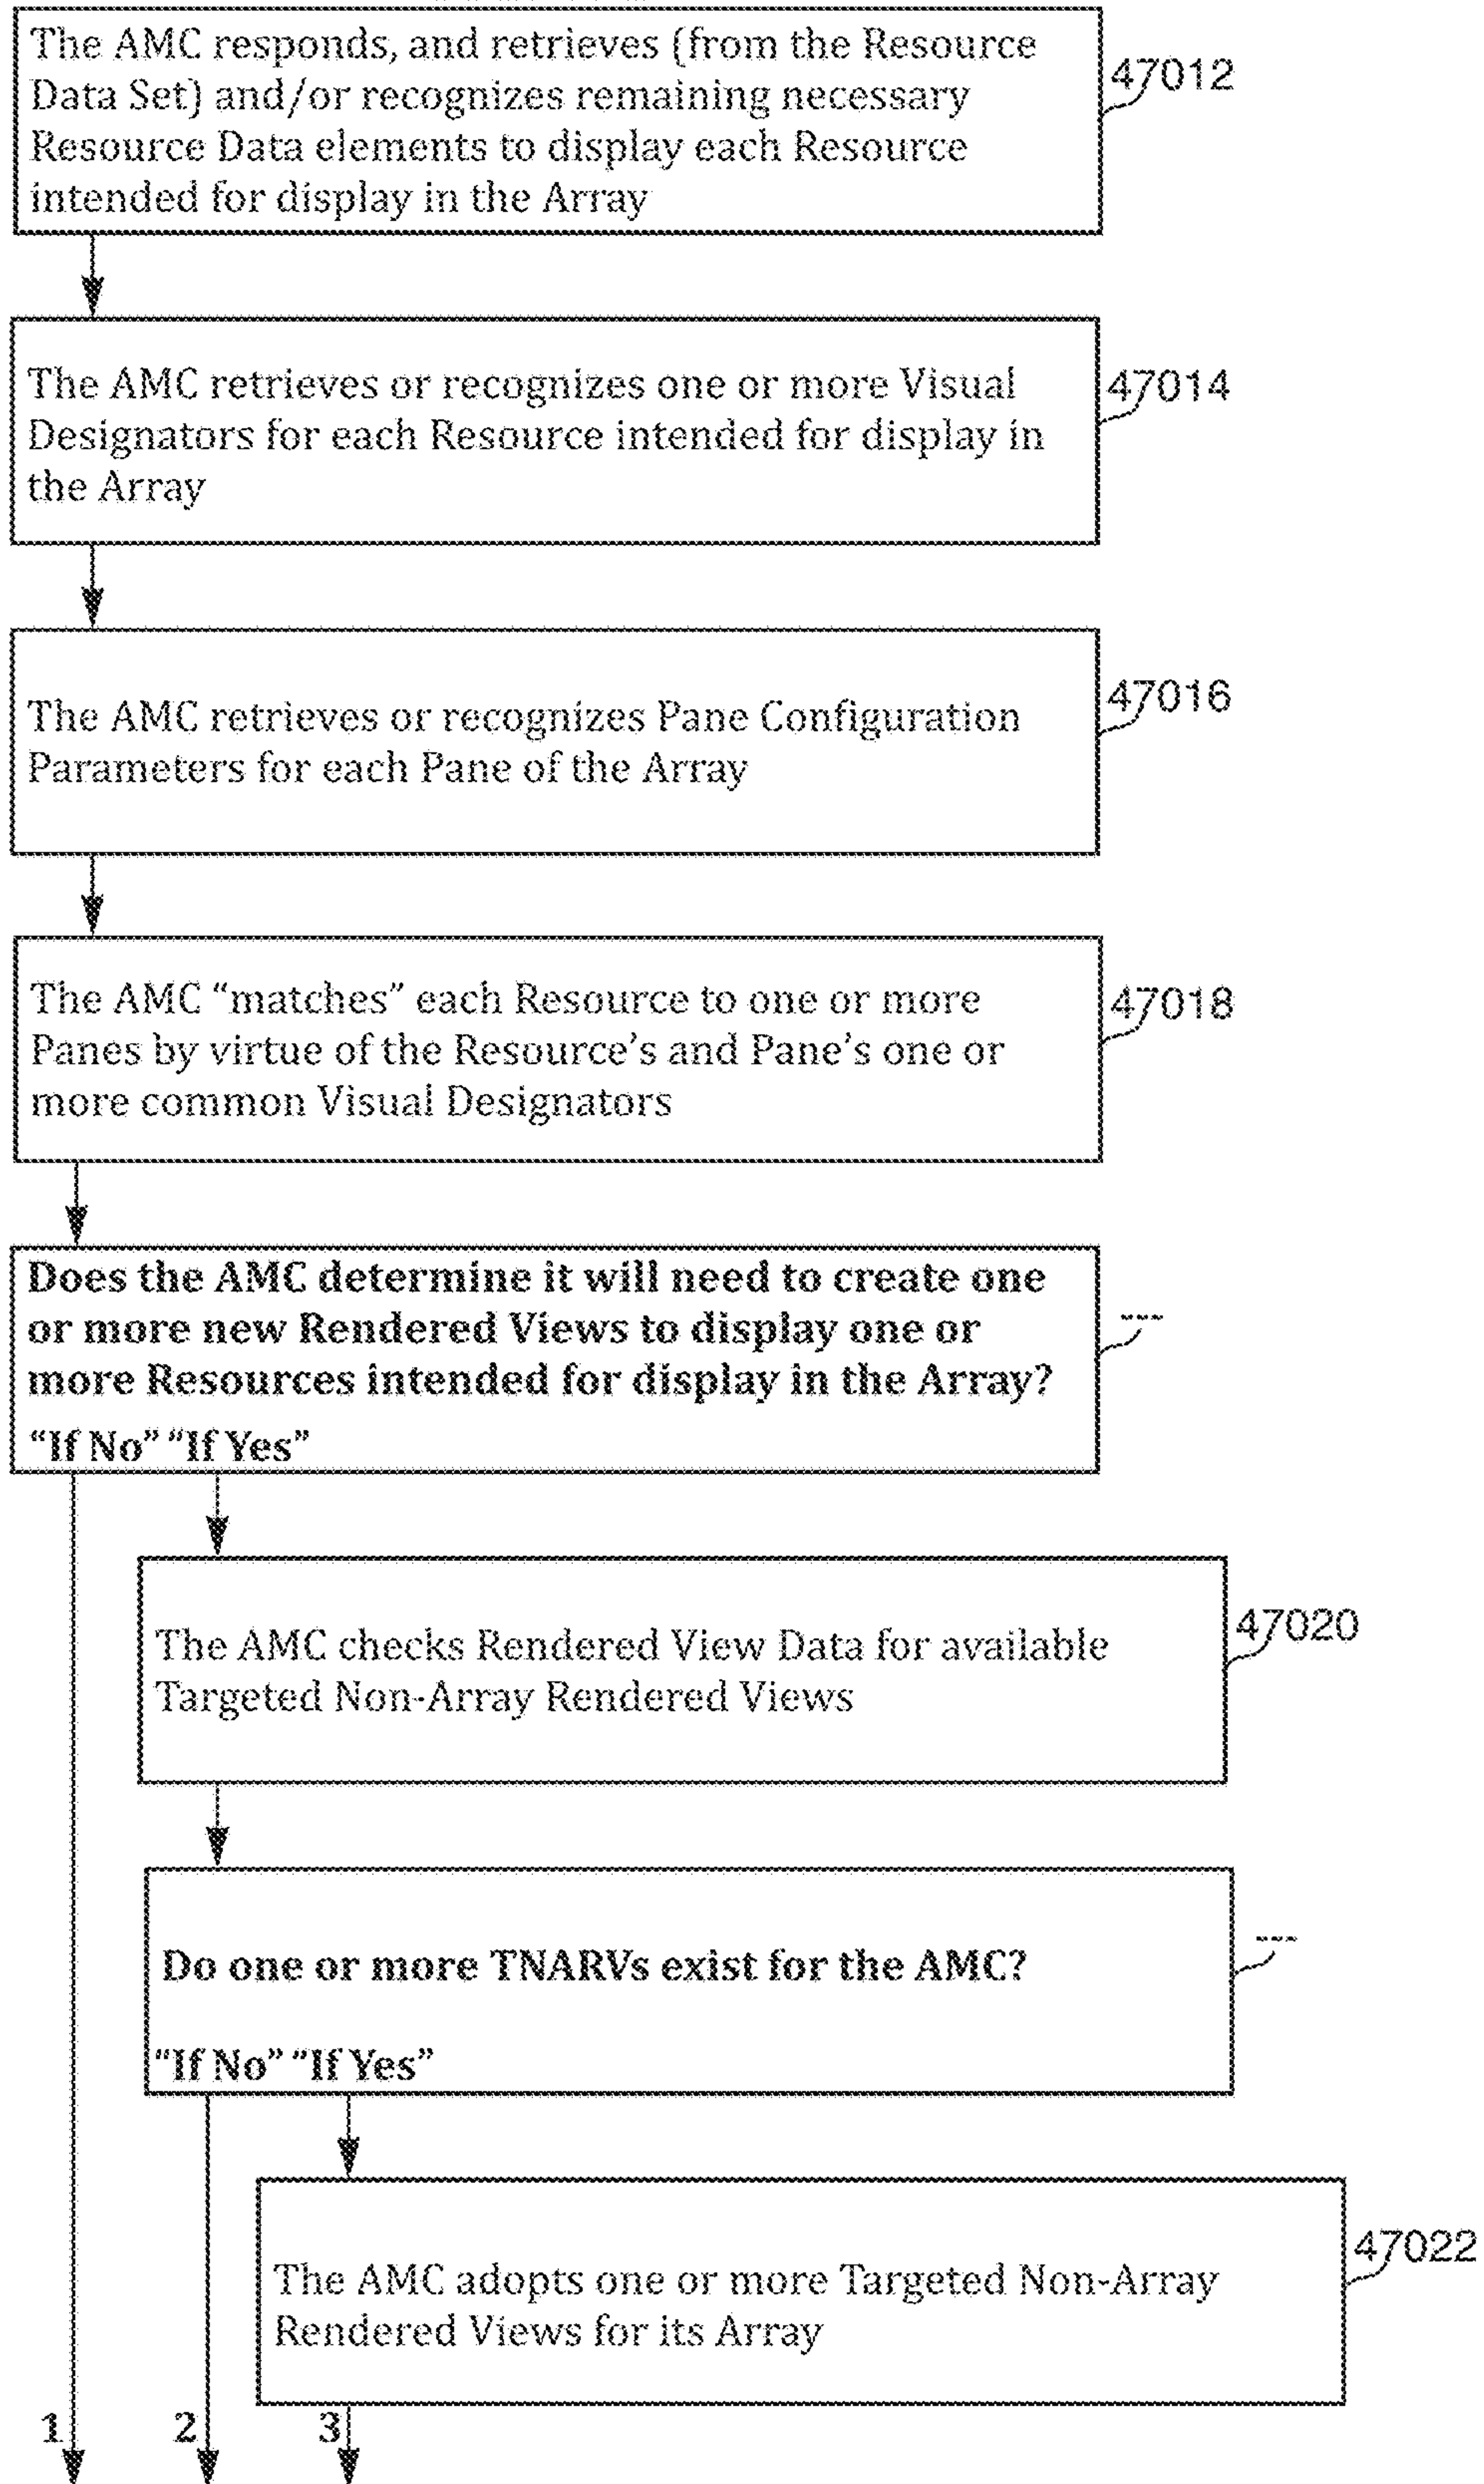 The AMC responds, and retrieves (from the Resource
Data Set) and/or recognizes remaining necessary
Resource Data elements to display each Resource
intended for display in the Array
47012
The AMC retrieves or recognizes one or more Visual
Designators for each Resource intended for display in
the Array
47014
The AMC retrieves or recognizes Pane Configuration
Parameters for each Pane of the Array
47016
The AMC “matches” each Resource to one or more
Panes by virtue of the Resource’s and Pane’s one or
more common Visual Designators
47018
Does the AMC determine it will need to create one
or more new Rendered Views to display one or
more Resources intended for display in the Array?
“If No” “If Yes”
---
The AMC checks Rendered View Data for available
Targeted Non-Array Rendered Views
47020
Do one or more TNARVs exist for the AMC?
“If No” “If Yes”
---
The AMC adopts one or more Targeted Non-Array
Rendered Views for its Array
47022
1 2 3